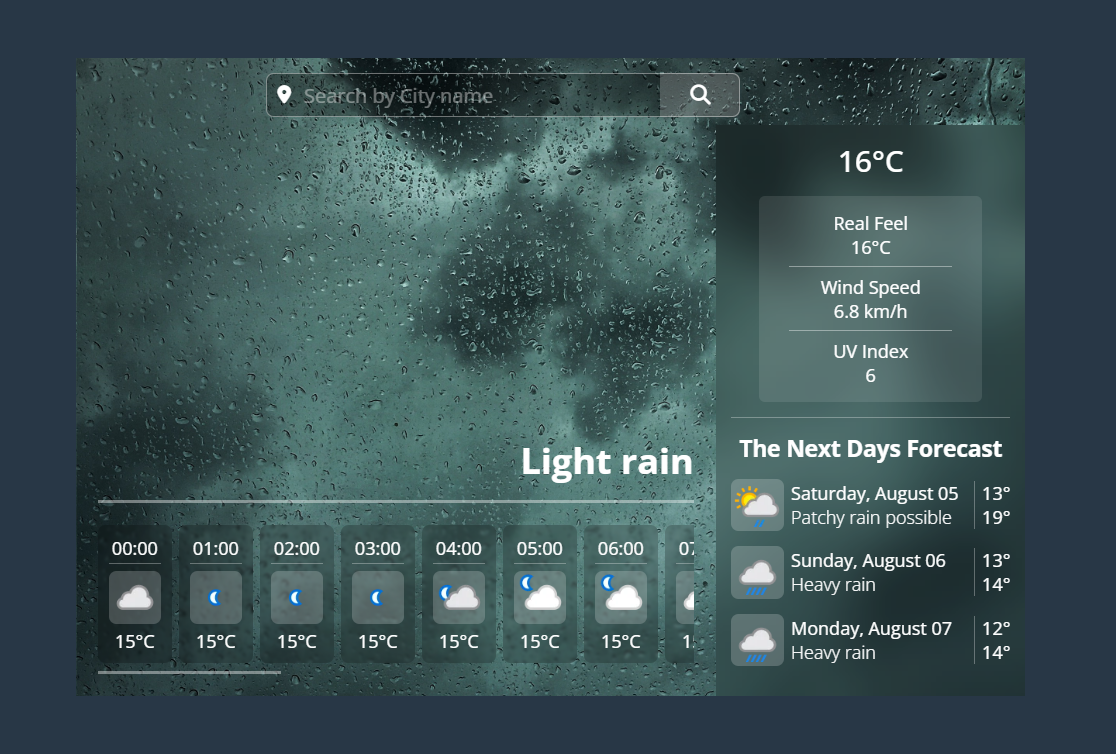 Search by City name
16°C
Real Feel
16°C
Wind Speed
6.8 km/h
UV Index
6
Light rain
00:00 01:00 02:00 03:00 04:00 05:00 06:00 07
15°C 15°C 15°C 15°C 15°C 15°C 15°C 1
The Next Days Forecast
Saturday, August 05 13°
Patchy rain possible 19°
Sunday, August 06 13°
Heavy rain 14°
Monday, August 07 12°
Heavy rain 14°